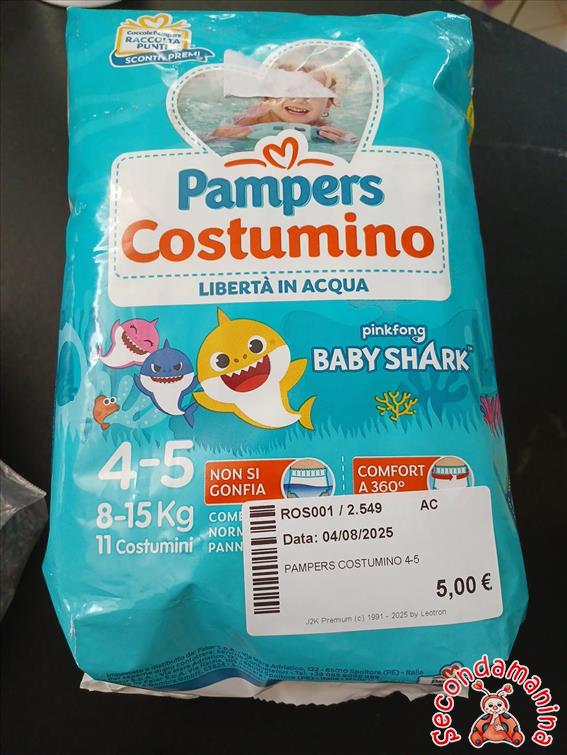 Coccole Pampers
RACCOLTA
PUNTI
SCONTI e PREMI
Pampers
Costumino
LIBERTÀ IN ACQUA
pinkfong
BABY SHARK™
4-5
8-15 Kg
11 Costumini
NON SI
GONFIA
COMFORT
A 360°
ROS001 / 2.549 AC
Data: 04/08/2025
PAMPERS COSTUMINO 4-5
5,00 €
J2K Premium (c) 1991 - 2025 by Leotron
secondamanina